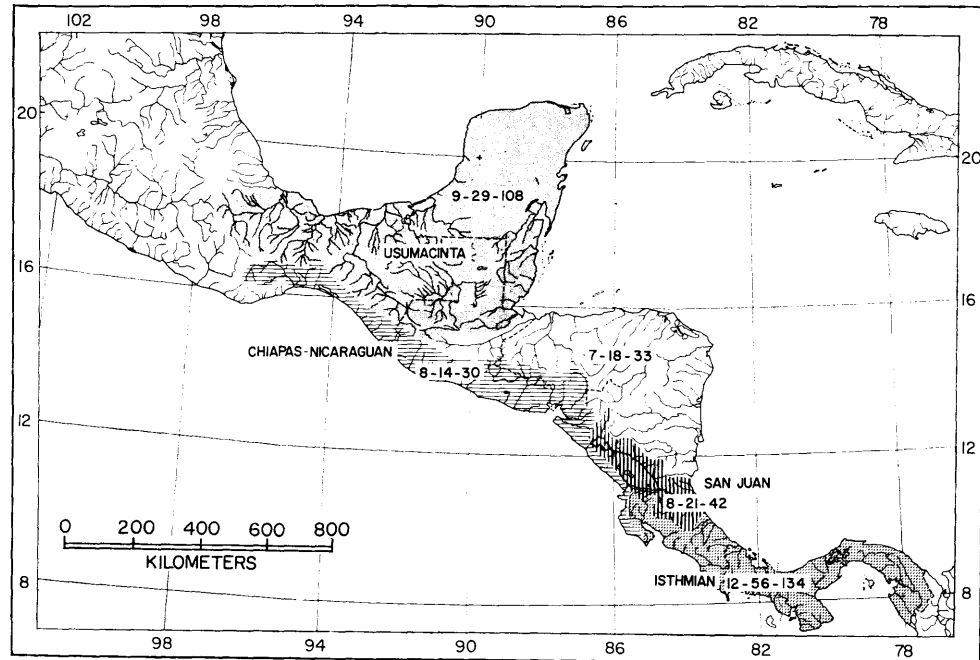 102 98 94 90 86 82 78
20
20
9-29-108
USUMACINTA
16
16
CHIAPAS-NICARAGUAN
7-18-33
8-14-30
12
12
SAN JUAN
8-21-42
0 200 400 600 800
KILOMETERS
ISTHMIAN 12-56-134
8
8
98 94 90 86 82 78